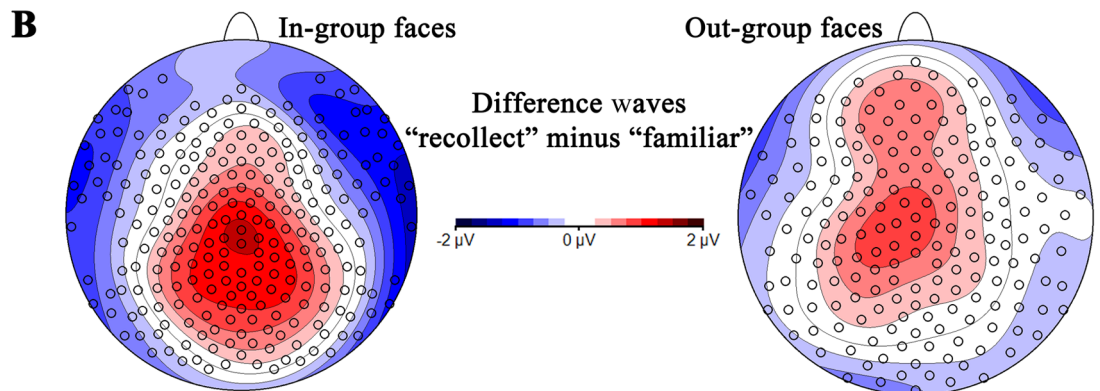 B
In-group faces
Out-group faces
Difference waves
“recollect” minus “familiar”
-2 µV 0 µV 2 µV